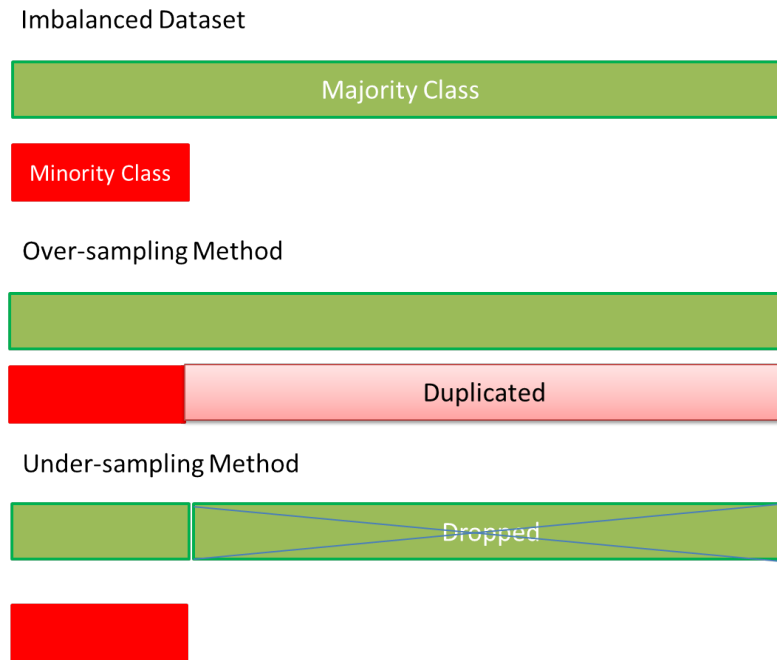 Imbalanced Dataset
Majority Class
Minority Class
Over-sampling Method
Duplicated
Under-sampling Method
Dropped